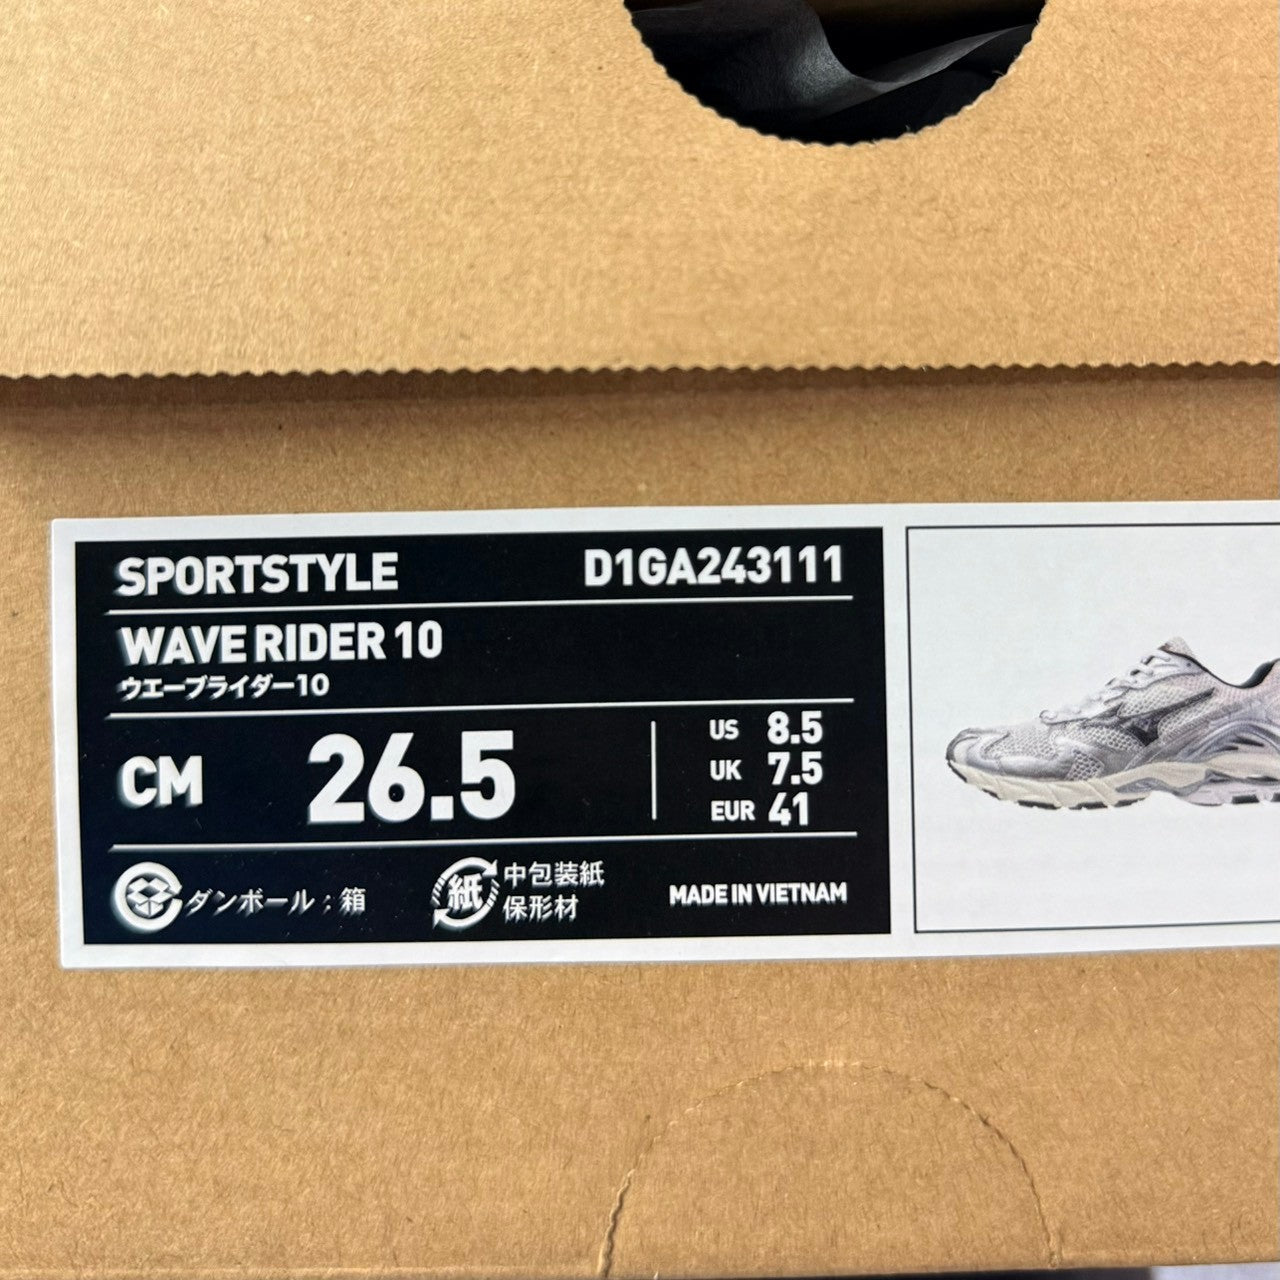 SPORTSTYLE D1GA243111
WAVE RIDER 10
ウエーブライダー10
CM 26.5
US 8.5
UK 7.5
EUR 41
ダンボール：箱
紙
中包装紙
保形材
MADE IN VIETNAM